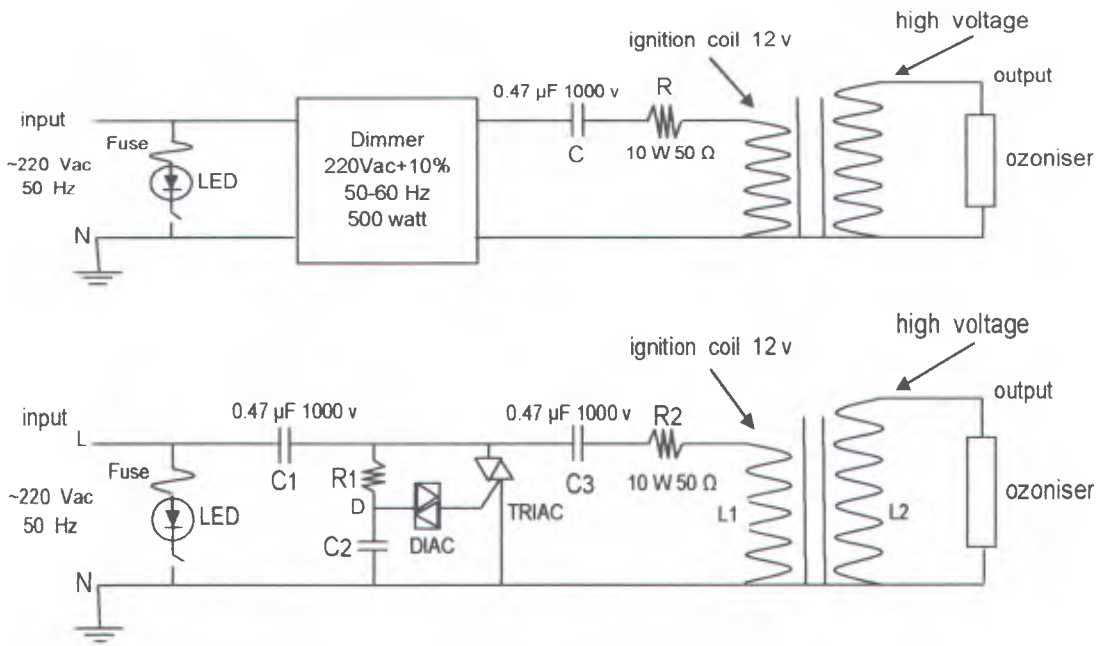 high voltage
ignition coil 12 v
output
0.47 µF 1000 v
R
input
Fuse
Dimmer
220Vac+10%
50-60 Hz
500 watt
C
10 W 50 Ω
ozoniser
~220 Vac
50 Hz
LED
N
high voltage
ignition coil 12 v
output
input
L
0.47 µF 1000 v
0.47 µF 1000 v
R2
Fuse
C1
R1
C3
10 W 50 Ω
ozoniser
~220 Vac
50 Hz
LED
D
TRIAC
L1
L2
C2
DIAC
N